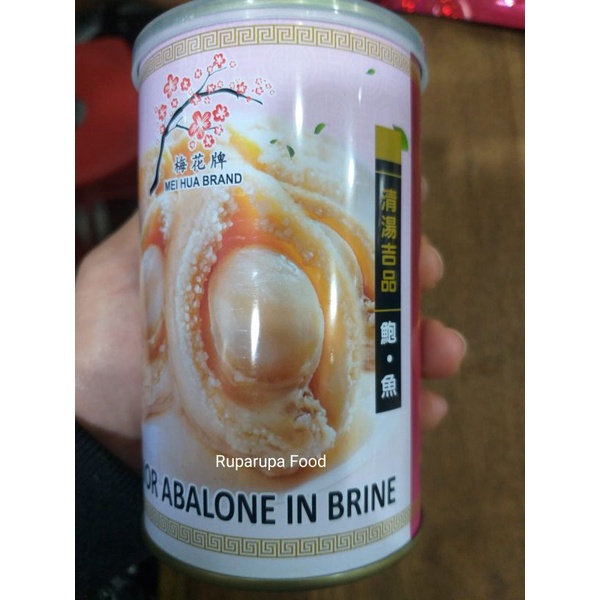 梅花牌
MEI HUA BRAND
清湯吉品
鮑·魚
Ruparupa Food
OR ABALONE IN BRINE